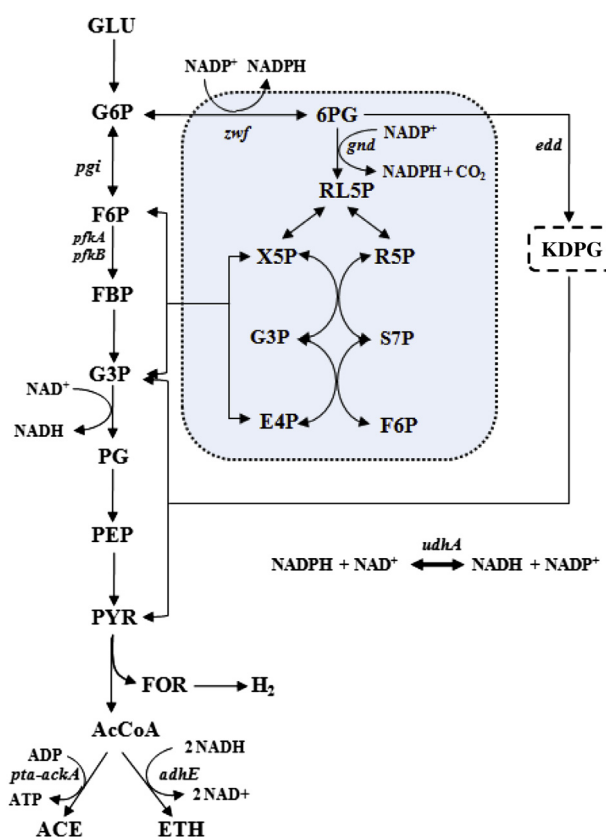 GLU
NADP⁺ NADPH
G6P
zwf
6PG
gnd
NADP⁺
edd
NADPH + CO₂
pgi
RL5P
F6P
pfkA
pfkB
X5P
R5P
KDPG
FBP
G3P
S7P
G3P
NAD⁺
NADH
E4P
F6P
PG
PEP
udhA
NADPH + NAD⁺
NADH + NADP⁺
PYR
FOR
H₂
AcCoA
ADP
2 NADH
pta-ackA
adhE
ATP
2 NAD+
ACE
ETH